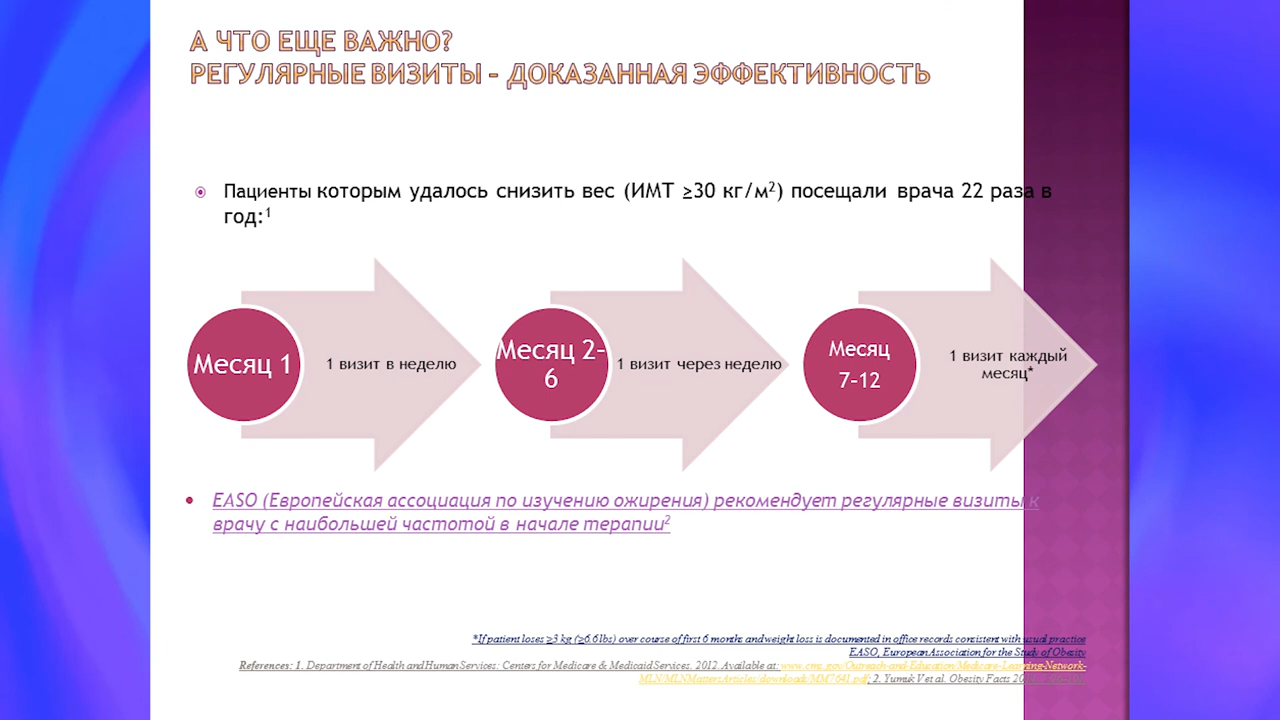 А ЧТО ЕЩЕ ВАЖНО?
РЕГУЛЯРНЫЕ ВИЗИТЫ – ДОКАЗАННАЯ ЭФФЕКТИВНОСТЬ
Пациенты которым удалось снизить вес (ИМТ ≥30 кг/м²) посещали врача 22 раза в
год:¹
Месяц 1
1 визит в неделю
Месяц 2–
6
1 визит через неделю
Месяц
7–12
1 визит каждый
месяц*
EASO (Европейская ассоциация по изучению ожирения) рекомендует регулярные визиты к
врачу с наибольшей частотой в начале терапии²
*If patient loses ≥3 kg (≥6.6 lbs) over course of first 6 months and weight loss is documented in office records consistent with usual practice
EASO, European Association for the Study of Obesity
References: 1. Department of Health and Human Services: Centers for Medicare & Medicaid Services. 2012. Available at: www.cms.gov/Outreach-and-Education/Medicare-Learning-Network-
MLN/MLNMattersArticles/downloads/MM7641.pdf; 2. Yumuk V et al. Obesity Facts